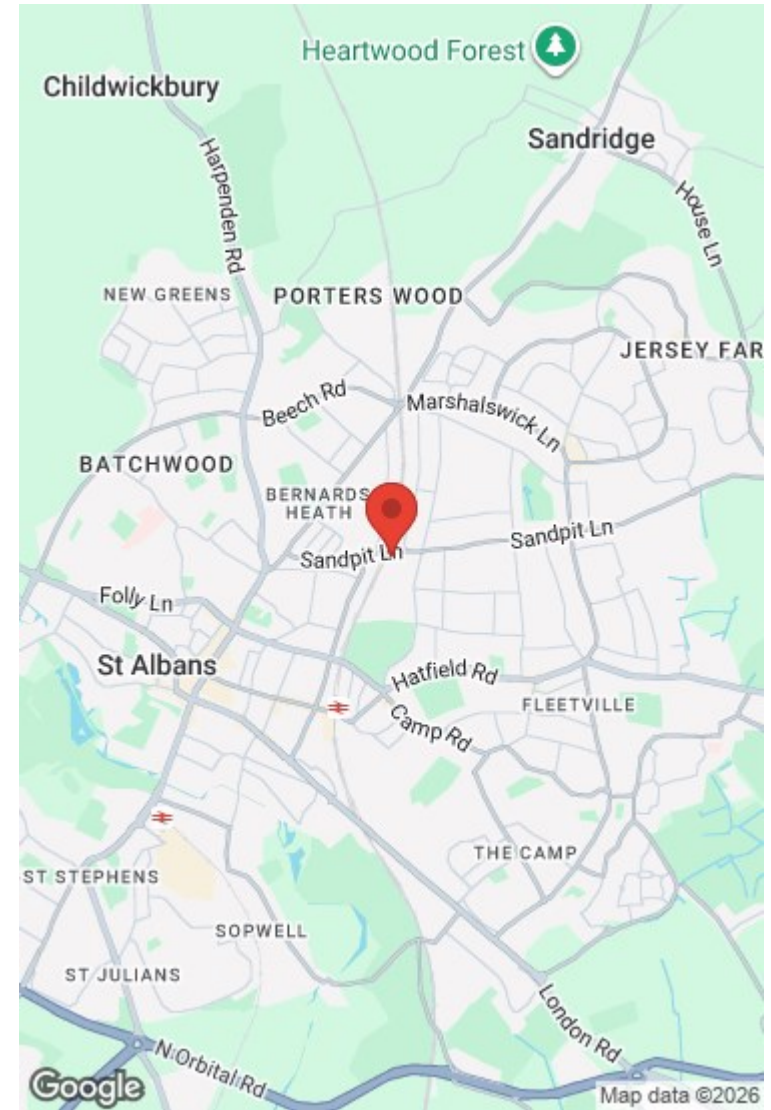 Heartwood Forest
Childwickbury
Sandridge
Harpenden Rd
House Ln
NEW GREENS
PORTERS WOOD
JERSEY FAR
Beech Rd
Marshalswick Ln
BATCHWOOD
BERNARDS
HEATH
Sandpit Ln
Sandpit Ln
Folly Ln
St Albans
Hatfield Rd
FLEETVILLE
Camp Rd
THE CAMP
ST STEPHENS
SOPWELL
ST JULIANS
London Rd
N Orbital Rd
Google
Map data ©2026